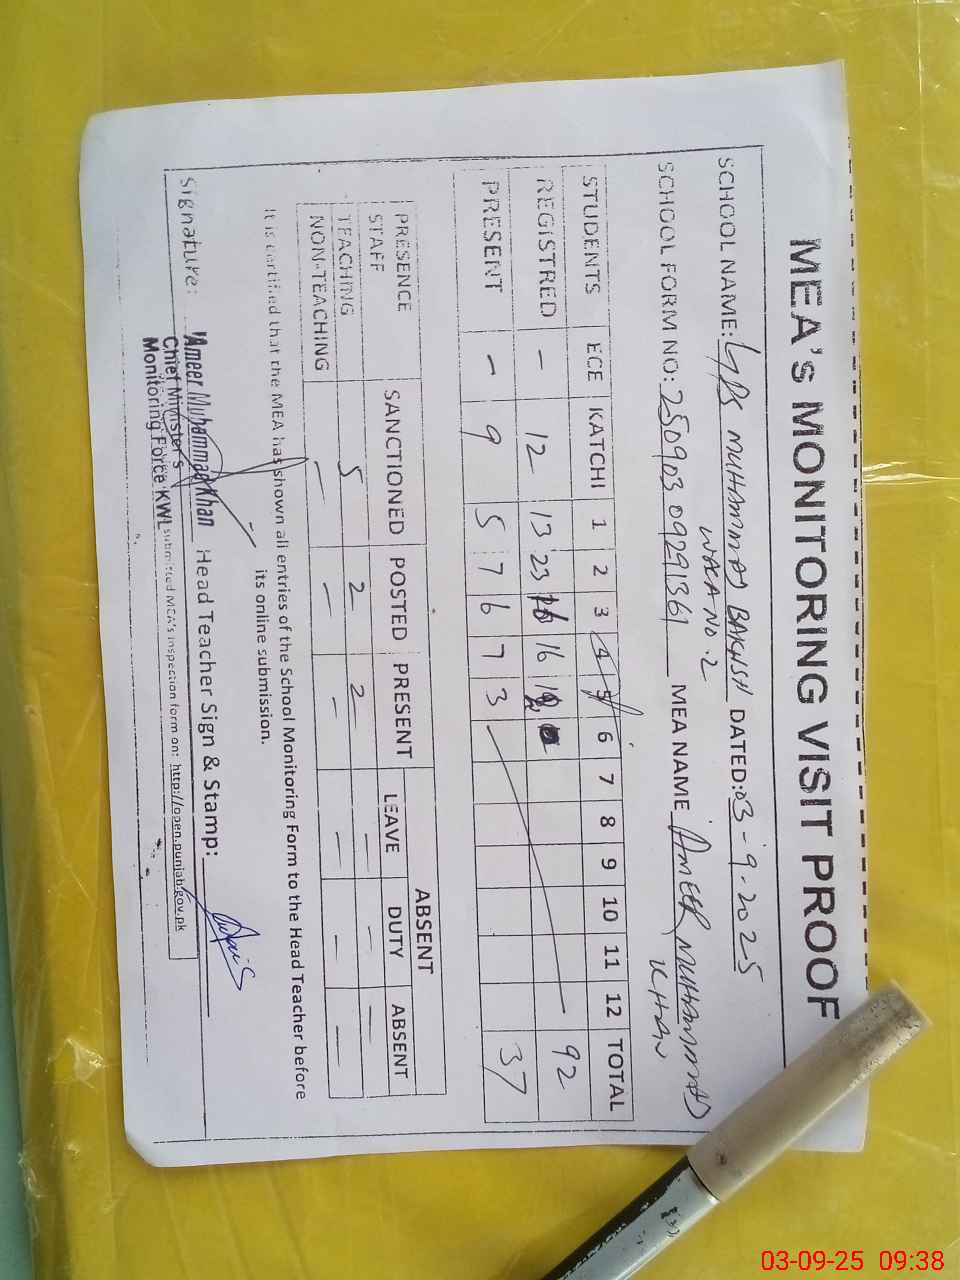 MEA's MONITORING VISIT PROOF
SCHOOL NAME: GPS MUHAMMAD BAKHSH DATED: 03-9-2025
WALA NO.2
SCHOOL FORM NO: 25090309291361 MEA NAME AMEER MUHAMMAD
KHAN
STUDENTS ECE KATCHI 1 2 3 4 5 6 7 8 9 10 11 12 TOTAL
REGISTRED - 12 13 23 16 16 12 92
PRESENT - 9 5 7 6 7 3 37
PRESENCE SANCTIONED POSTED PRESENT ABSENT
STAFF LEAVE DUTY ABSENT
TEACHING 5 2 2 - - -
NON-TEACHING - - - - - -
It is certified that the MEA has shown all entries of the School Monitoring Form to the Head Teacher before
its online submission.
Signature: Head Teacher Sign & Stamp:
Ameer Muhammad Khan
Chief Minister's
Monitoring Force KWL
submitted MEA's inspection form on: http://open.punjab.gov.pk
03-09-25 09:38